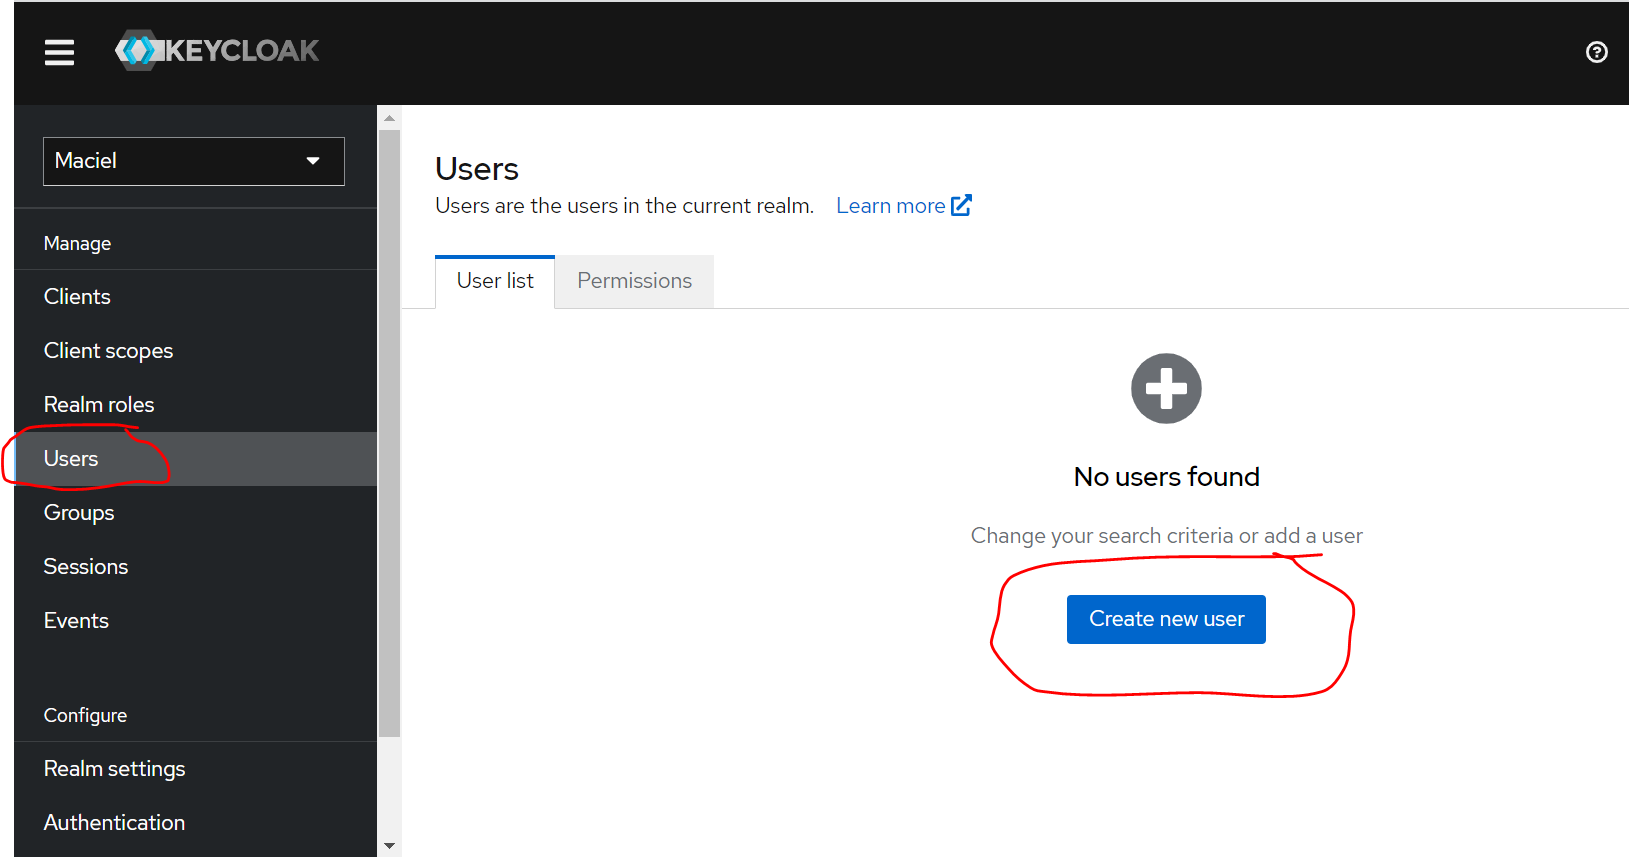 KEYCLOAK
Maciel
Manage
Clients
Client scopes
Realm roles
Users
Groups
Sessions
Events
Configure
Realm settings
Authentication
Users
Users are the users in the current realm. Learn more
User list Permissions
No users found
Change your search criteria or add a user
Create new user